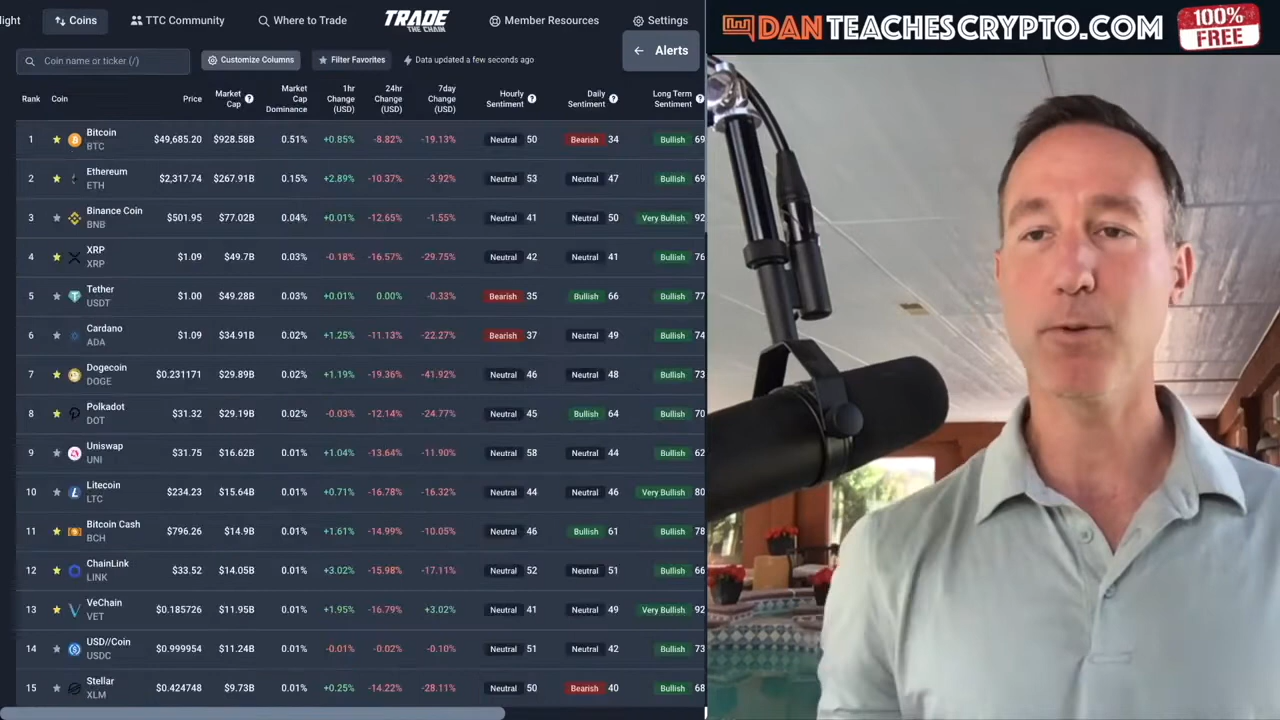 light Coins TTC Community Where to Trade TRADE THE CHAIN Member Resources Settings
DANTEACHESCRYPTO.COM 100% FREE
Coin name or ticker (/) Customize Columns Filter Favorites Data updated a few seconds ago Alerts
Rank Coin Price Market Cap Market Cap Dominance 1hr Change (USD) 24hr Change (USD) 7day Change (USD) Hourly Sentiment Daily Sentiment Long Term Sentiment
1 Bitcoin BTC $49,685.20 $928.58B 0.51% +0.85% -8.82% -19.13% Neutral 50 Bearish 34 Bullish 69
2 Ethereum ETH $2,317.74 $267.91B 0.15% +2.89% -10.37% -3.92% Neutral 53 Neutral 47 Bullish 69
3 Binance Coin BNB $501.95 $77.02B 0.04% +0.01% -12.65% -1.55% Neutral 41 Neutral 50 Very Bullish 92
4 XRP XRP $1.09 $49.7B 0.03% -0.18% -16.57% -29.75% Neutral 42 Neutral 41 Bullish 76
5 Tether USDT $1.00 $49.28B 0.03% +0.01% 0.00% -0.33% Bearish 35 Bullish 66 Bullish 77
6 Cardano ADA $1.09 $34.91B 0.02% +1.25% -11.13% -22.27% Bearish 37 Neutral 49 Bullish 74
7 Dogecoin DOGE $0.231171 $29.89B 0.02% +1.19% -19.36% -41.92% Neutral 46 Neutral 48 Bullish 73
8 Polkadot DOT $31.32 $29.19B 0.02% -0.03% -12.14% -24.77% Neutral 45 Bullish 64 Bullish 70
9 Uniswap UNI $31.75 $16.62B 0.01% +1.04% -13.64% -11.90% Neutral 58 Neutral 44 Bullish 62
10 Litecoin LTC $234.23 $15.64B 0.01% +0.71% -16.78% -16.32% Neutral 44 Neutral 46 Very Bullish 80
11 Bitcoin Cash BCH $796.26 $14.9B 0.01% +1.61% -14.99% -10.05% Neutral 46 Bullish 61 Bullish 78
12 ChainLink LINK $33.52 $14.05B 0.01% +3.02% -15.98% -17.11% Neutral 52 Neutral 51 Bullish 66
13 VeChain VET $0.185726 $11.95B 0.01% +1.95% -16.79% +3.02% Neutral 41 Neutral 49 Very Bullish 92
14 USD//Coin USDC $0.999954 $11.24B 0.01% -0.01% -0.02% -0.10% Neutral 51 Neutral 42 Bullish 73
15 Stellar XLM $0.424748 $9.73B 0.01% +0.25% -14.22% -28.11% Neutral 50 Bearish 40 Bullish 68